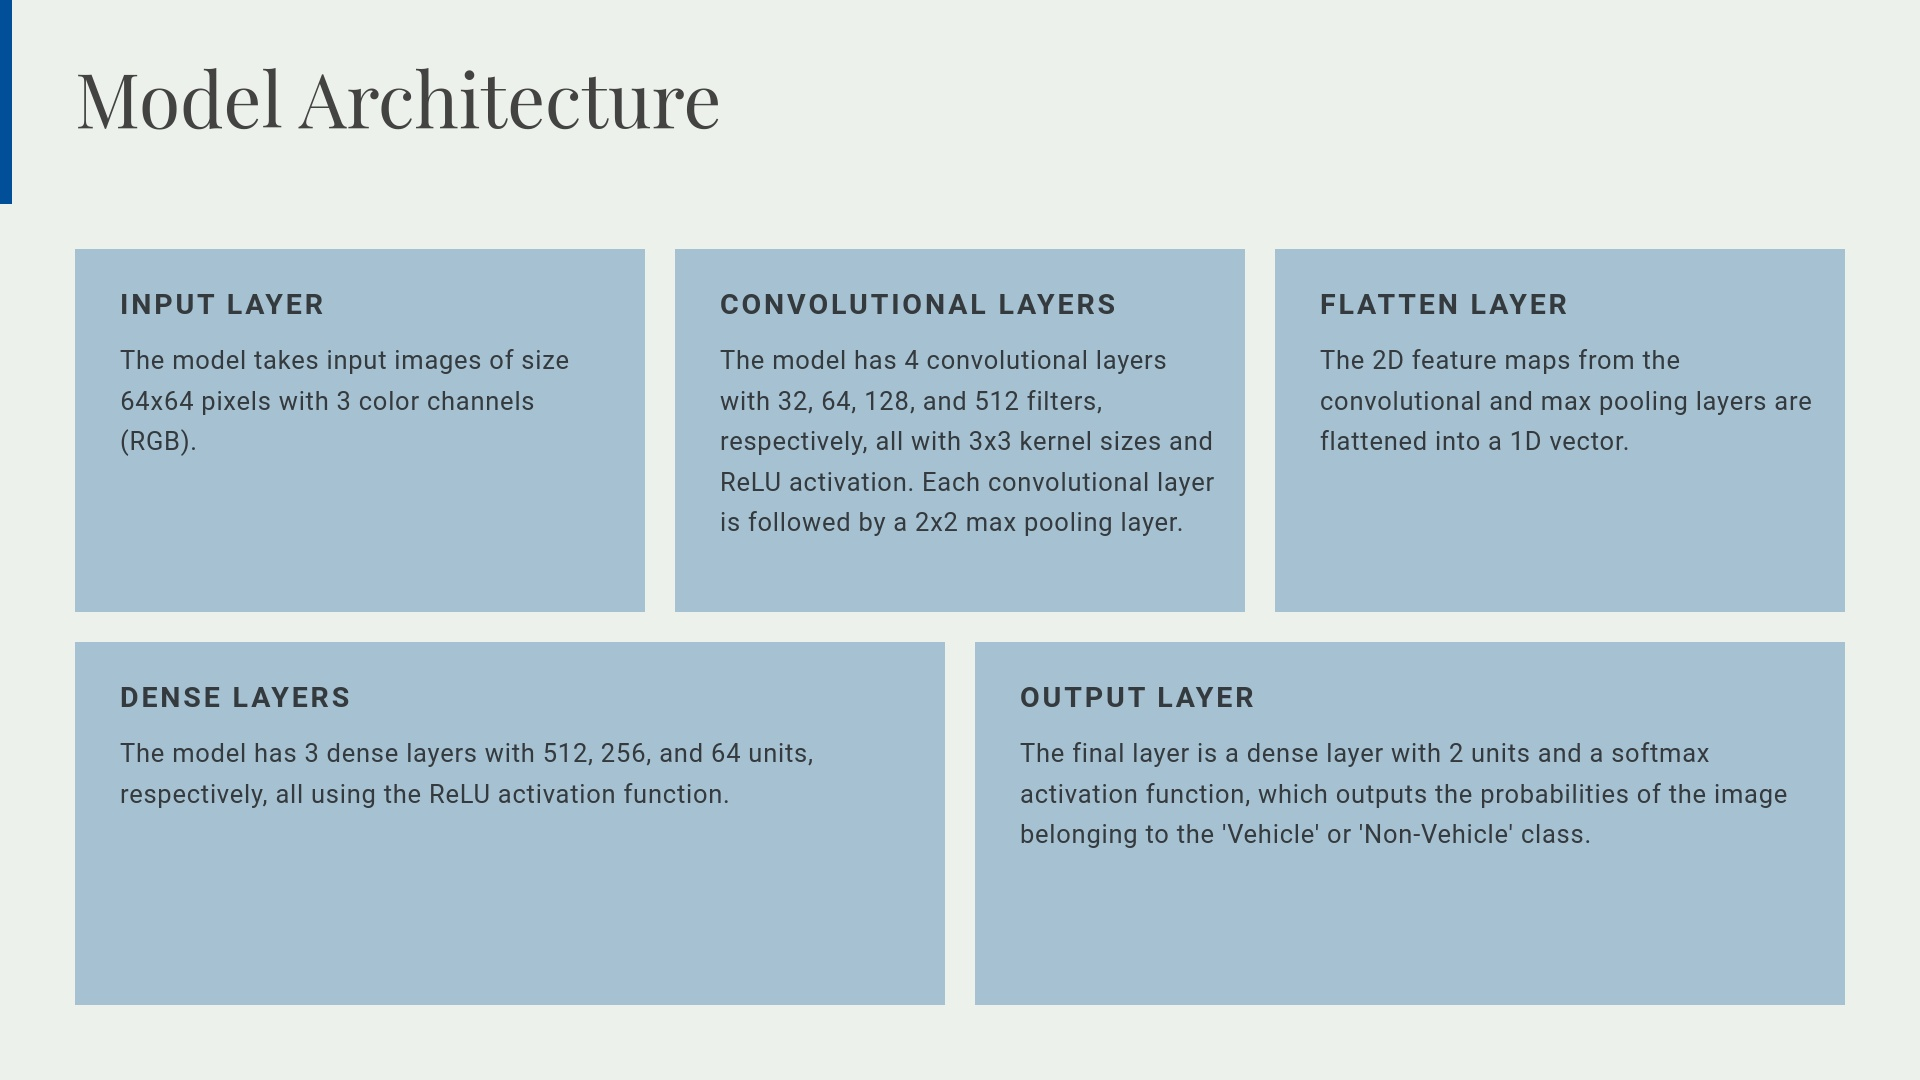 Model Architecture
INPUT LAYER
The model takes input images of size
64x64 pixels with 3 color channels
(RGB).
CONVOLUTIONAL LAYERS
The model has 4 convolutional layers
with 32, 64, 128, and 512 filters,
respectively, all with 3x3 kernel sizes and
ReLU activation. Each convolutional layer
is followed by a 2x2 max pooling layer.
FLATTEN LAYER
The 2D feature maps from the
convolutional and max pooling layers are
flattened into a 1D vector.
DENSE LAYERS
The model has 3 dense layers with 512, 256, and 64 units,
respectively, all using the ReLU activation function.
OUTPUT LAYER
The final layer is a dense layer with 2 units and a softmax
activation function, which outputs the probabilities of the image
belonging to the 'Vehicle' or 'Non-Vehicle' class.